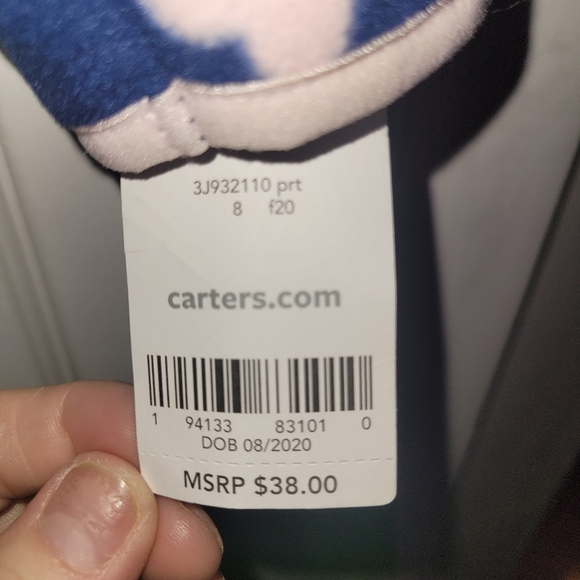 3J932110 prt
8 f20
carters.com
1 94133 83101 0
DOB 08/2020
MSRP $38.00